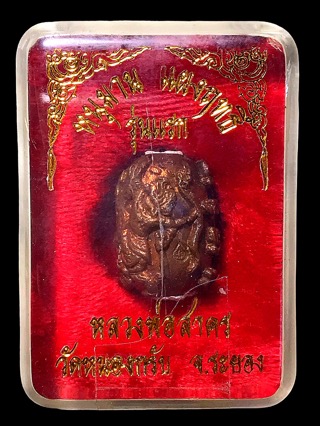 หนุมาน แผลงฤทธิ์
รุ่นแรก
หลวงพ่อสาคร
วัดหนองกรับ จ.ระยอง